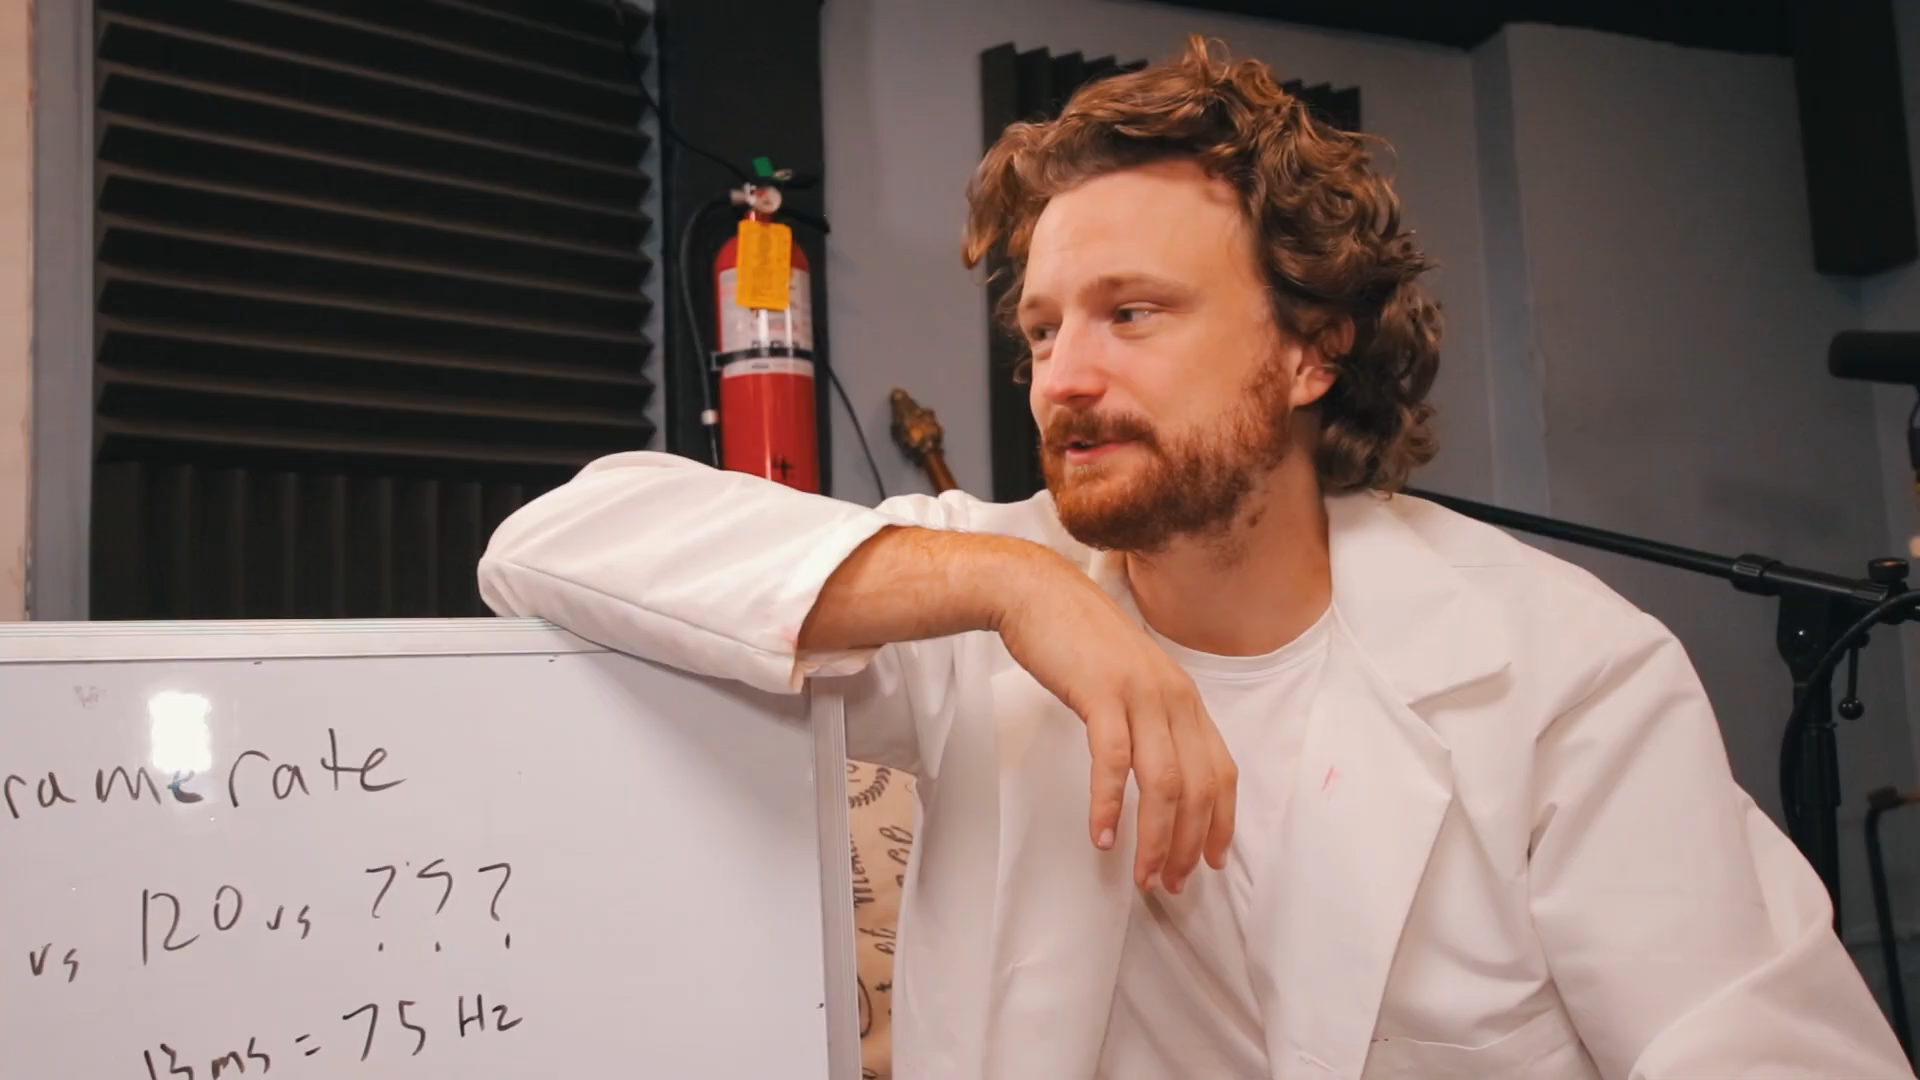 ramerate
vs 120 vs ???
13ms = 75 Hz